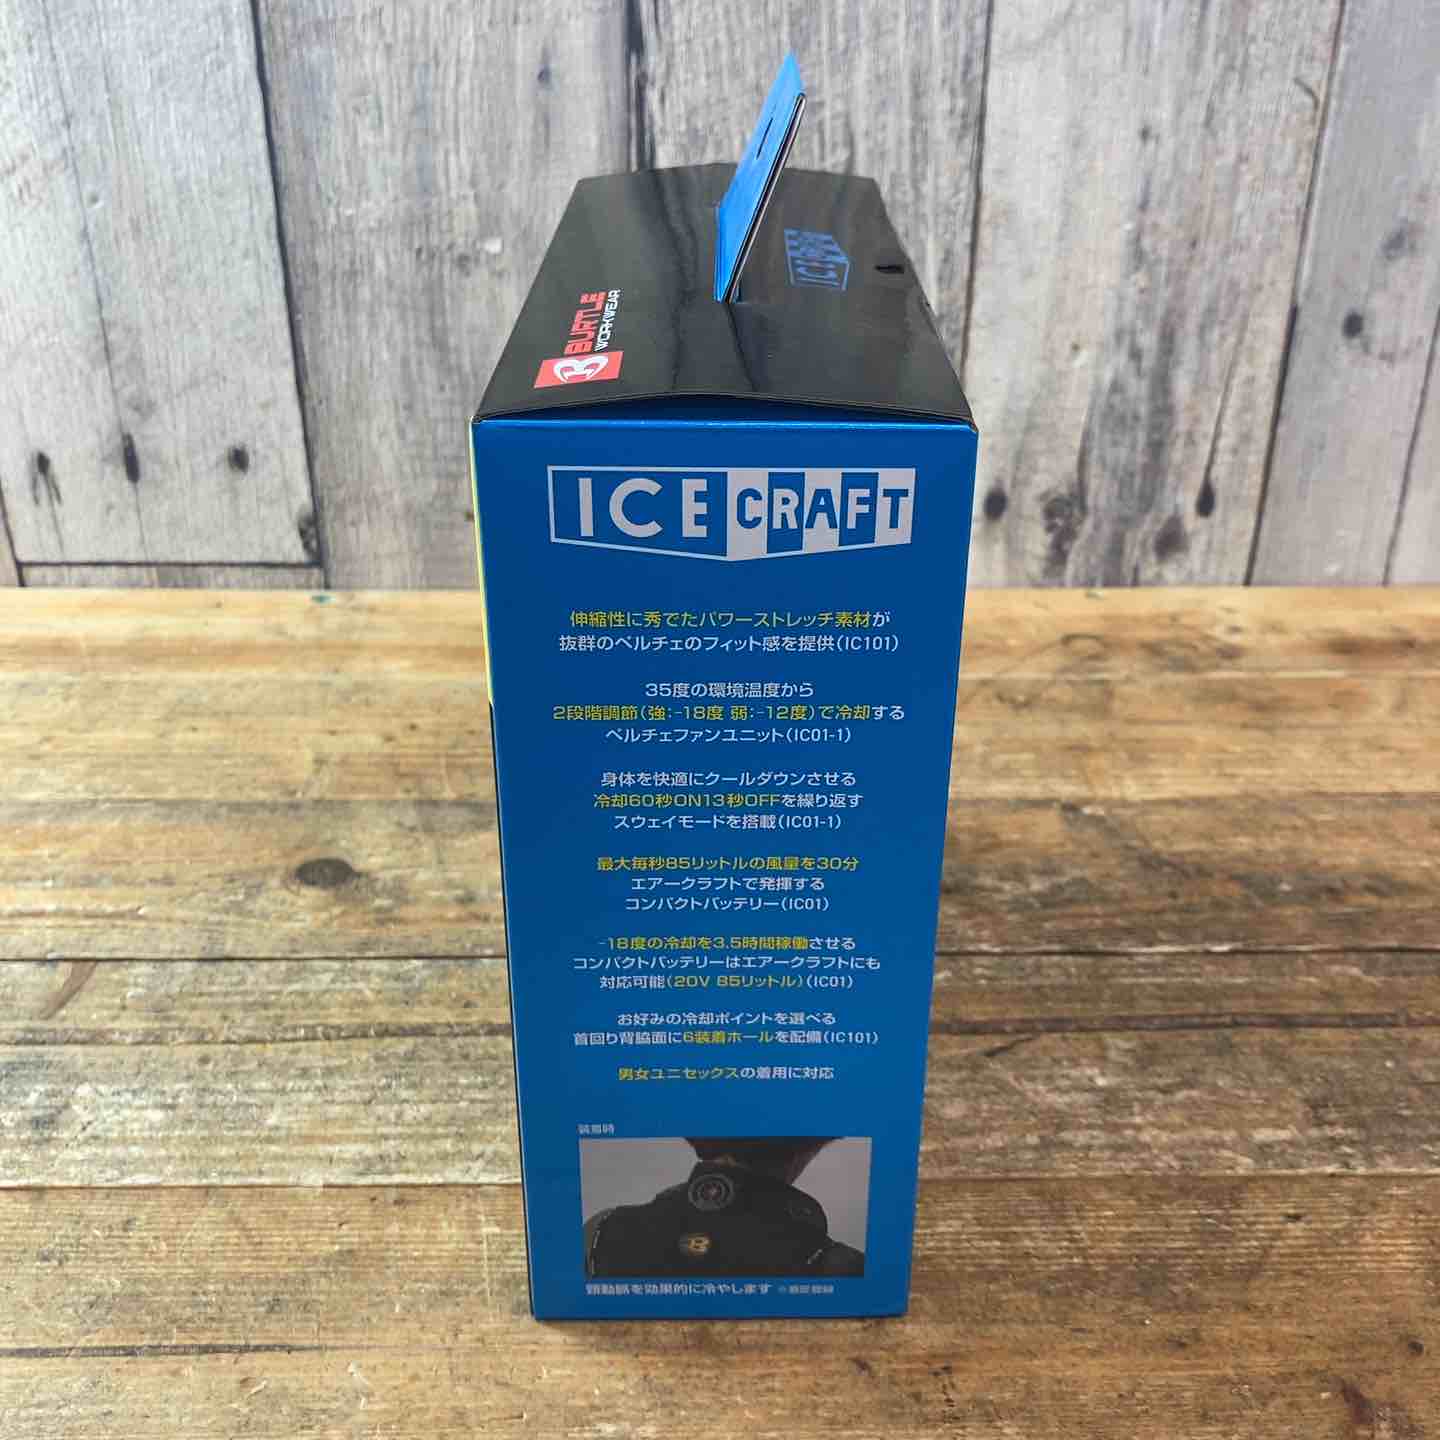 ICE CRAFT
BURTLE
WORKWEAR
ICE CRAFT
伸縮性に秀でたパワーストレッチ素材が
抜群のペルチェのフィット感を提供(IC101)
35度の環境温度から
2段階調節(強:-18度 弱:-12度)で冷却する
ペルチェファンユニット(IC01-1)
身体を快適にクールダウンさせる
冷却60秒ON13秒OFFを繰り返す
スウェイモードを搭載(IC01-1)
最大毎秒85リットルの風量を30分
エアークラフトで発揮する
コンパクトバッテリー(IC01)
-18度の冷却を3.5時間稼働させる
コンパクトバッテリーはエアークラフトにも
対応可能(20V 85リットル)(IC01)
お好みの冷却ポイントを選べる
首回り背脇面に6装着ホールを配備(IC101)
男女ユニセックスの着用に対応
装着時
頸動脈を効果的に冷やします ※意匠登録